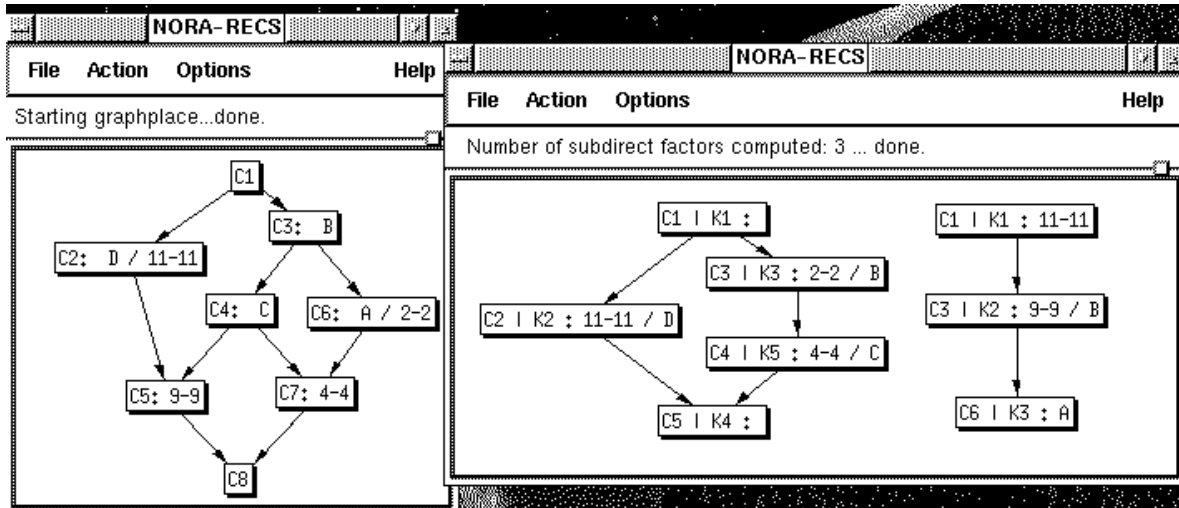 NORA-RECS
File Action Options Help
Starting graphplace...done.
C1
C3: B
C2: D / 11-11
C4: C
C6: A / 2-2
C5: 9-9
C7: 4-4
C8
NORA-RECS
File Action Options Help
Number of subdirect factors computed: 3 ... done.
C1 | K1 :
C3 | K3 : 2-2 / B
C2 | K2 : 11-11 / D
C4 | K5 : 4-4 / C
C5 | K4 :
C1 | K1 : 11-11
C3 | K2 : 9-9 / B
C6 | K3 : A